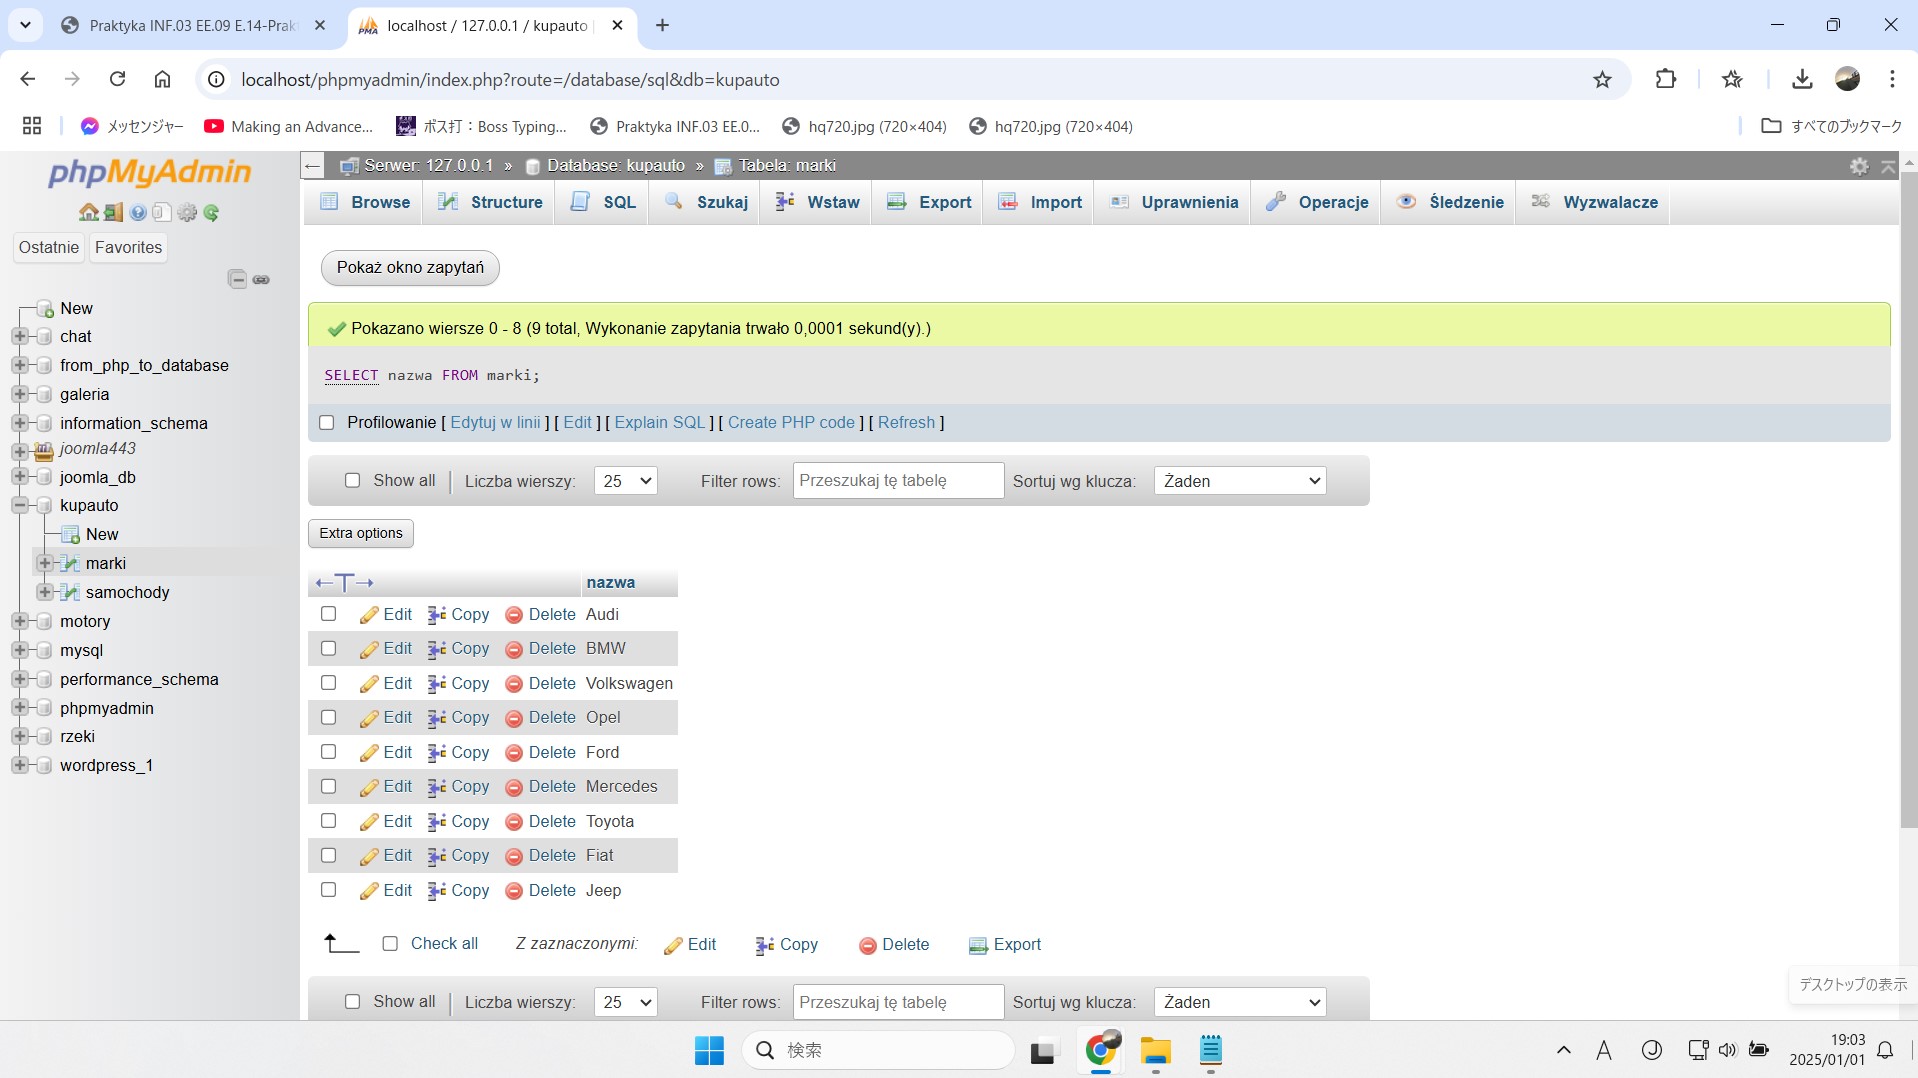 Praktyka INF.03 EE.09 E.14-Prak
localhost / 127.0.0.1 / kupauto |
localhost/phpmyadmin/index.php?route=/database/sql&db=kupauto
メッセンジャー
Making an Advance...
ボス打：Boss Typing...
Praktyka INF.03 EE.0...
hq720.jpg (720×404)
hq720.jpg (720×404)
すべてのブックマーク
phpMyAdmin
Ostatnie
Favorites
New
chat
from_php_to_database
galeria
information_schema
joomla443
joomla_db
kupauto
New
marki
samochody
motory
mysql
performance_schema
phpmyadmin
rzeki
wordpress_1
Serwer: 127.0.0.1 » Database: kupauto » Tabela: marki
Browse
Structure
SQL
Szukaj
Wstaw
Export
Import
Uprawnienia
Operacje
Śledzenie
Wyzwalacze
Pokaż okno zapytań
Pokazano wiersze 0 - 8 (9 total, Wykonanie zapytania trwało 0,0001 sekund(y).)
SELECT nazwa FROM marki;
Profilowanie [ Edytuj w linii ] [ Edit ] [ Explain SQL ] [ Create PHP code ] [ Refresh ]
Show all | Liczba wierszy: 25 Filter rows: Przeszukaj tę tabelę Sortuj wg klucza: Żaden
Extra options
←T→ nazwa
Edit Copy Delete Audi
Edit Copy Delete BMW
Edit Copy Delete Volkswagen
Edit Copy Delete Opel
Edit Copy Delete Ford
Edit Copy Delete Mercedes
Edit Copy Delete Toyota
Edit Copy Delete Fiat
Edit Copy Delete Jeep
Check all Z zaznaczonymi: Edit Copy Delete Export
Show all | Liczba wierszy: 25 Filter rows: Przeszukaj tę tabelę Sortuj wg klucza: Żaden
デスクトップの表示
検索
A
19:03
2025/01/01